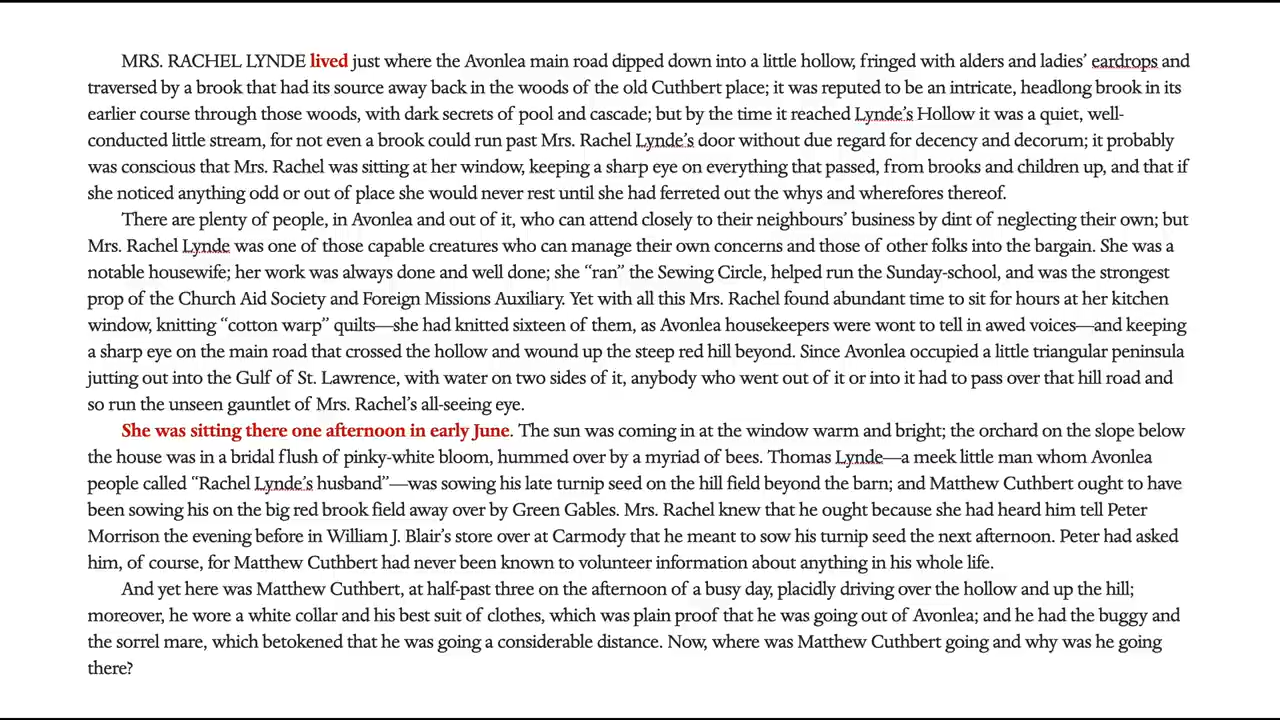 MRS. RACHEL LYNDE lived just where the Avonlea main road dipped down into a little hollow, fringed with alders and ladies’ eardrops and
traversed by a brook that had its source away back in the woods of the old Cuthbert place; it was reputed to be an intricate, headlong brook in its
earlier course through those woods, with dark secrets of pool and cascade; but by the time it reached Lynde’s Hollow it was a quiet, well-
conducted little stream, for not even a brook could run past Mrs. Rachel Lynde’s door without due regard for decency and decorum; it probably
was conscious that Mrs. Rachel was sitting at her window, keeping a sharp eye on everything that passed, from brooks and children up, and that if
she noticed anything odd or out of place she would never rest until she had ferreted out the whys and wherefores thereof.
There are plenty of people, in Avonlea and out of it, who can attend closely to their neighbours’ business by dint of neglecting their own; but
Mrs. Rachel Lynde was one of those capable creatures who can manage their own concerns and those of other folks into the bargain. She was a
notable housewife; her work was always done and well done; she “ran” the Sewing Circle, helped run the Sunday-school, and was the strongest
prop of the Church Aid Society and Foreign Missions Auxiliary. Yet with all this Mrs. Rachel found abundant time to sit for hours at her kitchen
window, knitting “cotton warp” quilts—she had knitted sixteen of them, as Avonlea housekeepers were wont to tell in awed voices—and keeping
a sharp eye on the main road that crossed the hollow and wound up the steep red hill beyond. Since Avonlea occupied a little triangular peninsula
jutting out into the Gulf of St. Lawrence, with water on two sides of it, anybody who went out of it or into it had to pass over that hill road and
so run the unseen gauntlet of Mrs. Rachel’s all-seeing eye.
She was sitting there one afternoon in early June. The sun was coming in at the window warm and bright; the orchard on the slope below
the house was in a bridal flush of pinky-white bloom, hummed over by a myriad of bees. Thomas Lynde—a meek little man whom Avonlea
people called “Rachel Lynde’s husband”—was sowing his late turnip seed on the hill field beyond the barn; and Matthew Cuthbert ought to have
been sowing his on the big red brook field away over by Green Gables. Mrs. Rachel knew that he ought because she had heard him tell Peter
Morrison the evening before in William J. Blair’s store over at Carmody that he meant to sow his turnip seed the next afternoon. Peter had asked
him, of course, for Matthew Cuthbert had never been known to volunteer information about anything in his whole life.
And yet here was Matthew Cuthbert, at half-past three on the afternoon of a busy day, placidly driving over the hollow and up the hill;
moreover, he wore a white collar and his best suit of clothes, which was plain proof that he was going out of Avonlea; and he had the buggy and
the sorrel mare, which betokened that he was going a considerable distance. Now, where was Matthew Cuthbert going and why was he going
there?